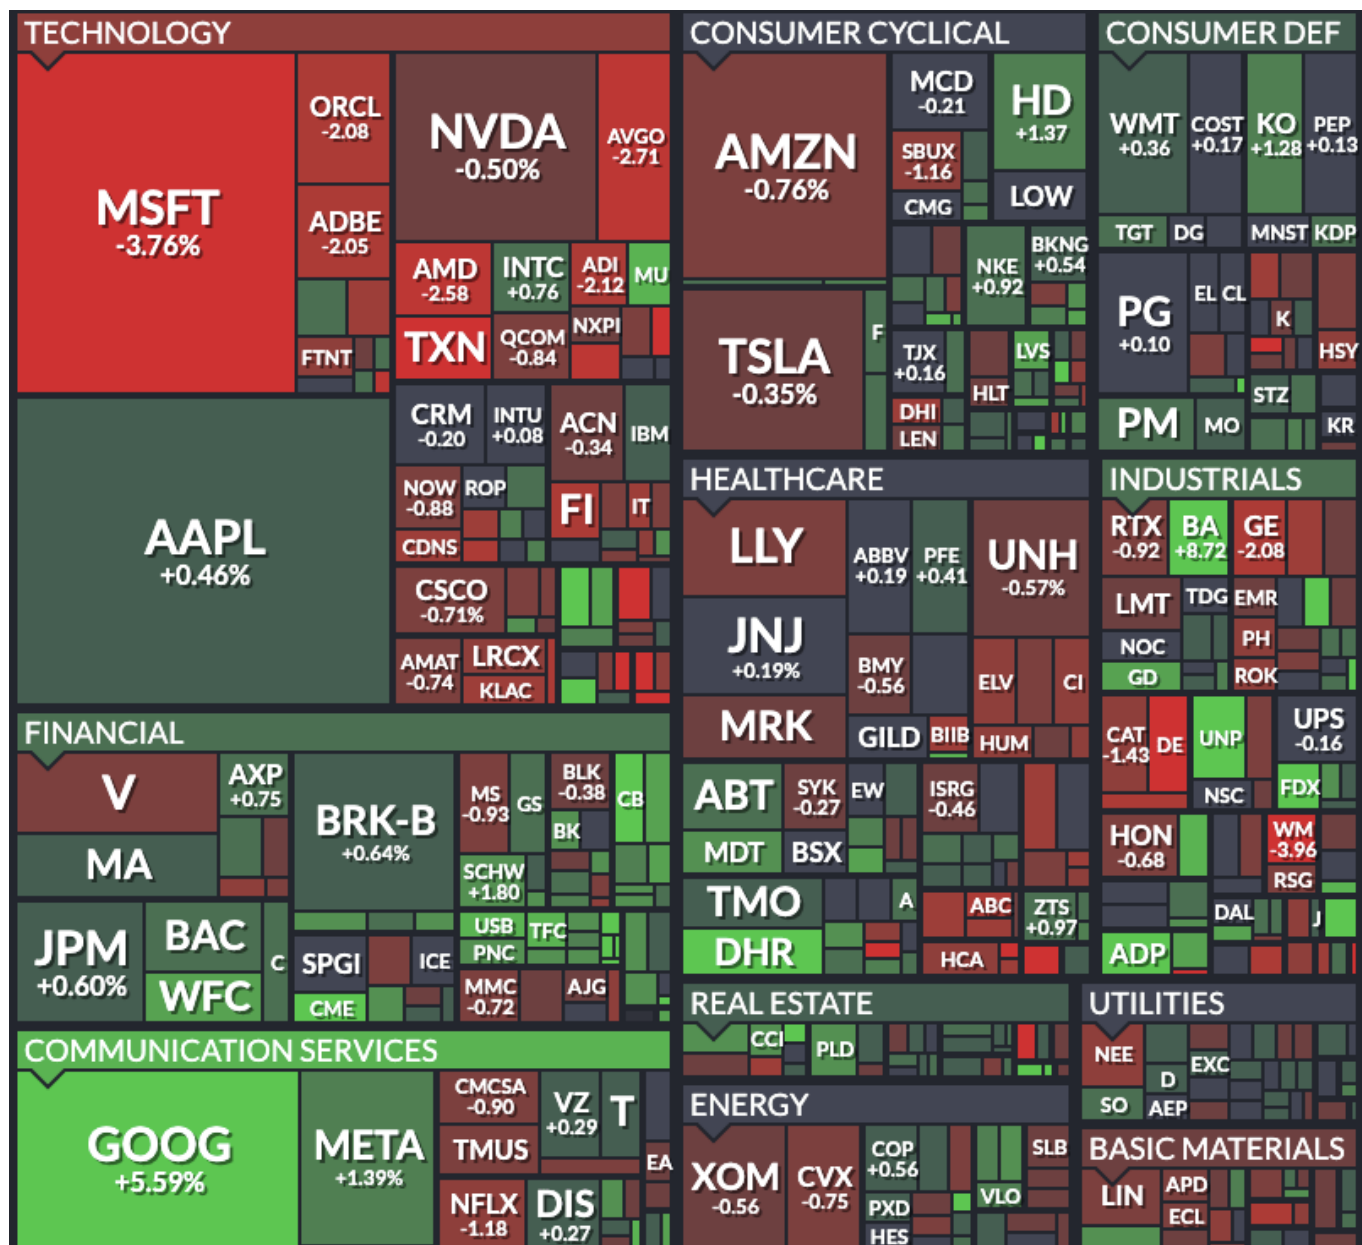 TECHNOLOGY
MSFT
-3.76%
ORCL
-2.08
ADBE
-2.05
FTNT
NVDA
-0.50%
AVGO
-2.71
AMD
-2.58
INTC
+0.76
ADI
-2.12
MU
TXN
QCOM
-0.84
NXPI
AAPL
+0.46%
CRM
-0.20
INTU
+0.08
ACN
-0.34
IBM
NOW
-0.88
ROP
CDNS
FI
IT
CSCO
-0.71%
AMAT
-0.74
LRCX
KLAC
FINANCIAL
V
MA
AXP
+0.75
BRK-B
+0.64%
MS
-0.93
GS
BLK
-0.38
BK
CB
SCHW
+1.80
JPM
+0.60%
BAC
WFC
C
SPGI
ICE
CME
USB
TFC
PNC
MMC
-0.72
AJG
COMMUNICATION SERVICES
GOOG
+5.59%
META
+1.39%
CMCSA
-0.90
VZ
+0.29
T
TMUS
EA
NFLX
-1.18
DIS
+0.27
CONSUMER CYCLICAL
AMZN
-0.76%
MCD
-0.21
HD
+1.37
SBUX
-1.16
CMG
LOW
TSLA
-0.35%
F
NKE
+0.92
BKNG
+0.54
TJX
+0.16
LVS
HLT
DHI
LEN
CONSUMER DEF
WMT
+0.36
COST
+0.17
KO
+1.28
PEP
+0.13
TGT
DG
MNST
KDP
PG
+0.10
EL
CL
K
HSY
STZ
PM
MO
KR
HEALTHCARE
LLY
ABBV
+0.19
PFE
+0.41
UNH
-0.57%
JNJ
+0.19%
BMY
-0.56
ELV
CI
MRK
GILD
BIIB
HUM
ABT
SYK
-0.27
EW
ISRG
-0.46
MDT
BSX
TMO
A
ABC
ZTS
+0.97
DHR
HCA
INDUSTRIALS
RTX
-0.92
BA
+8.72
GE
-2.08
LMT
TDG
EMR
NOC
PH
GD
ROK
CAT
-1.43
DE
UNP
UPS
-0.16
NSC
FDX
HON
-0.68
WM
-3.96
RSG
DAL
J
ADP
REAL ESTATE
CCI
PLD
UTILITIES
NEE
D
EXC
SO
AEP
ENERGY
XOM
-0.56
CVX
-0.75
COP
+0.56
SLB
PXD
VLO
HES
BASIC MATERIALS
LIN
APD
ECL